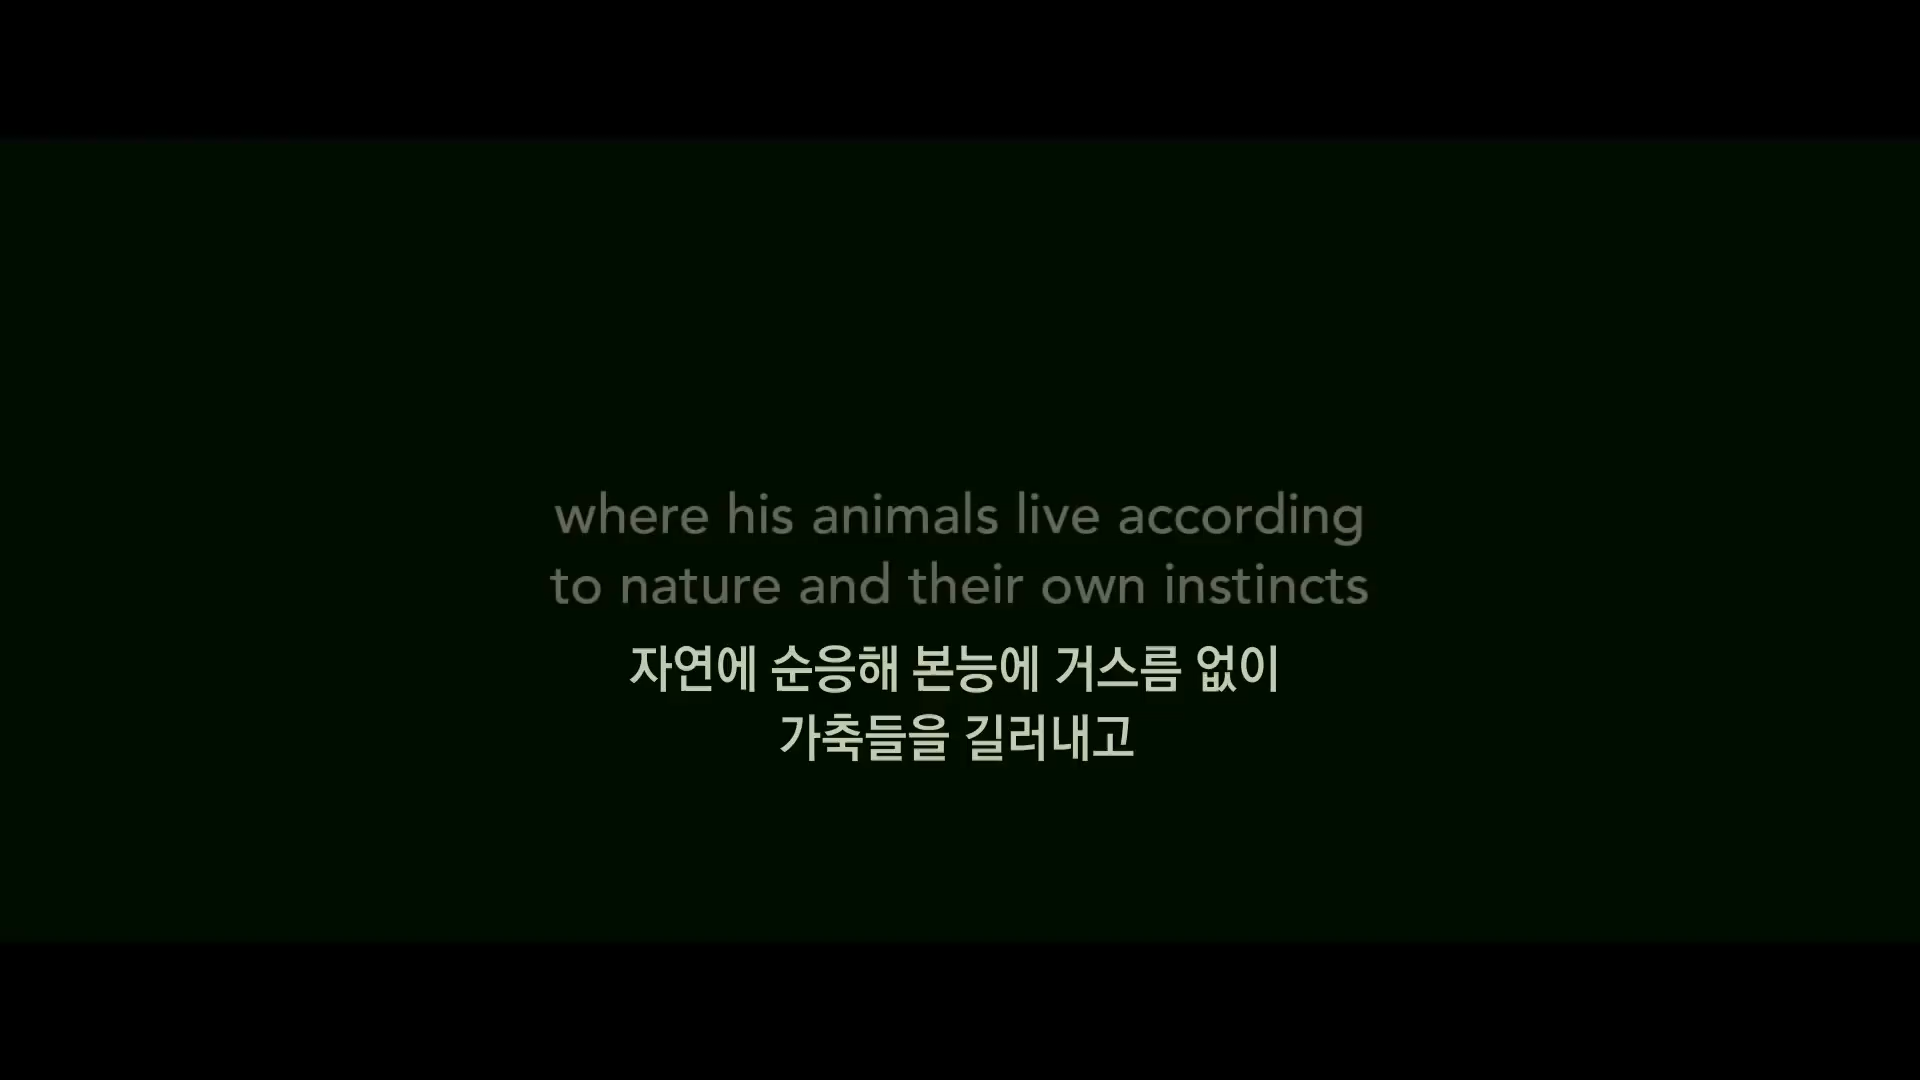 where his animals live according
to nature and their own instincts
자연에 순응해 본능에 거스름 없이
가축들을 길러내고